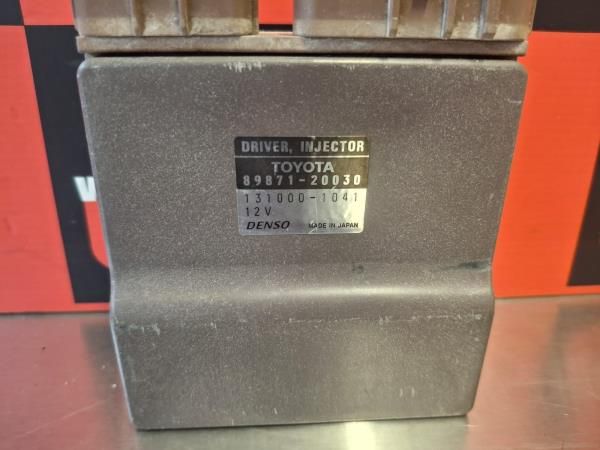 DRIVER, INJECTOR
TOYOTA
89871-20030
131000-1041
12V
DENSO MADE IN JAPAN